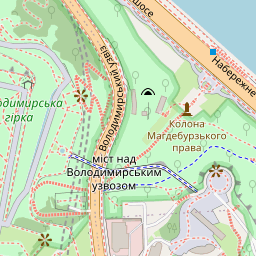 шосе
Набережне
Володимирський узвіз
Володимирська
гірка
Колона
Магдебурзького
права
міст над
Володимирським
узвозом